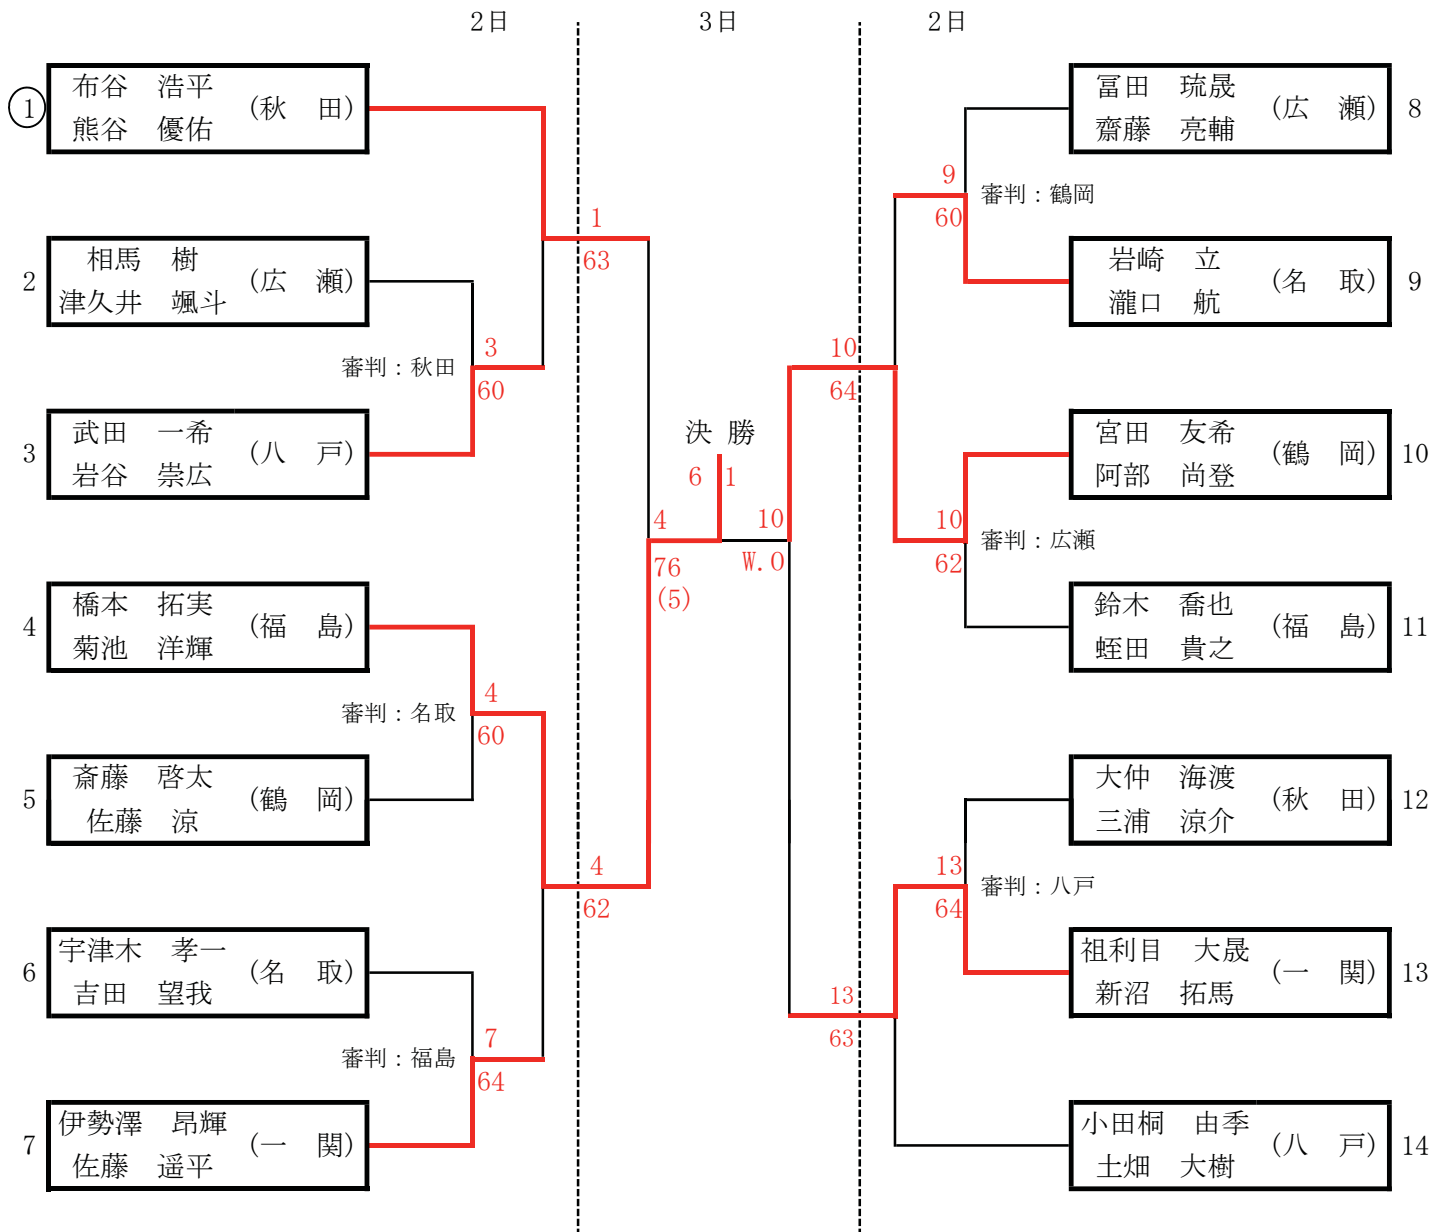 2日
3日
2日
1
布谷 浩平
熊谷 優佑
(秋 田)
2
相馬 樹
津久井 颯斗
(広 瀬)
3
武田 一希
岩谷 崇広
(八 戸)
4
橋本 拓実
菊池 洋輝
(福 島)
5
斎藤 啓太
佐藤 涼
(鶴 岡)
6
宇津木 孝一
吉田 望我
(名 取)
7
伊勢澤 昂輝
佐藤 遥平
(一 関)
審判:秋田
3
60
審判:名取
4
60
審判:福島
7
64
1
63
4
62
4
76
(5)
決 勝
6 1
10
W.O
10
64
13
63
9
60
審判:鶴岡
10
62
審判:広瀬
13
64
審判:八戸
冨田 琉晟
齋藤 亮輔
(広 瀬)
8
岩崎 立
瀧口 航
(名 取)
9
宮田 友希
阿部 尚登
(鶴 岡)
10
鈴木 喬也
蛭田 貴之
(福 島)
11
大仲 海渡
三浦 涼介
(秋 田)
12
祖利目 大晟
新沼 拓馬
(一 関)
13
小田桐 由季
土畑 大樹
(八 戸)
14